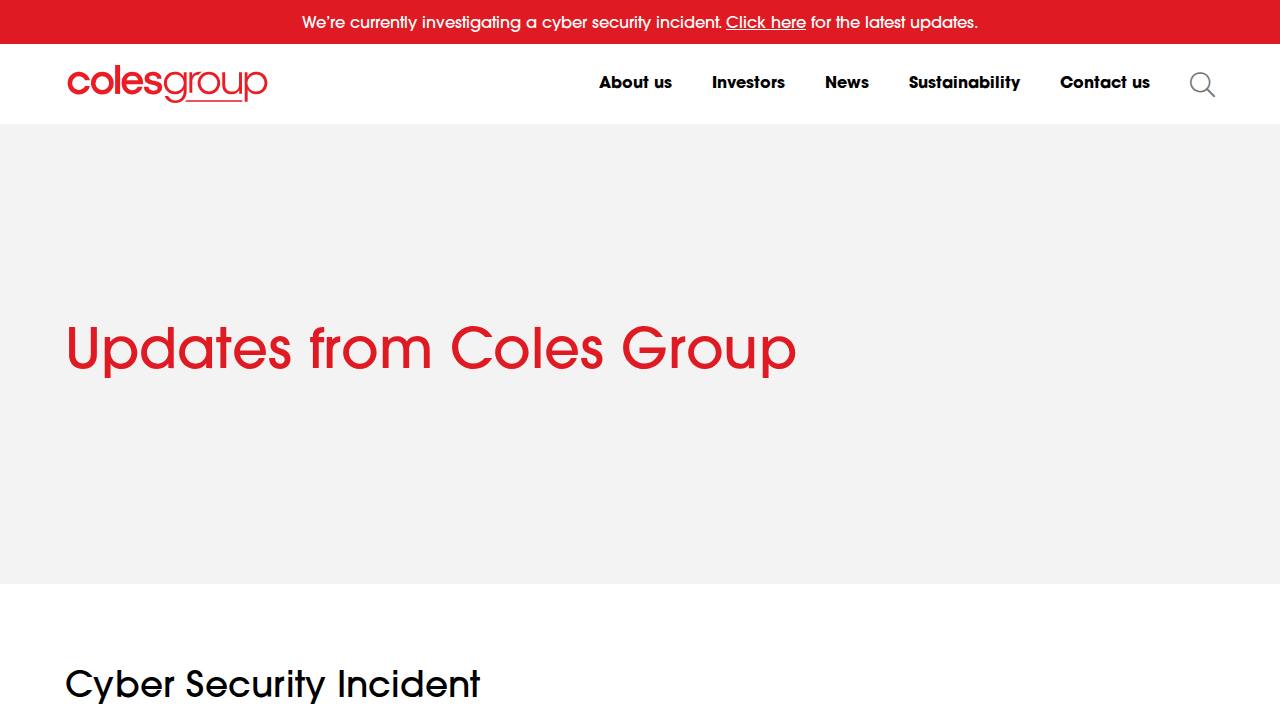 We're currently investigating a cyber security incident. Click here for the latest updates.
colesgroup
About us Investors News Sustainability Contact us
Updates from Coles Group
Cyber Security Incident